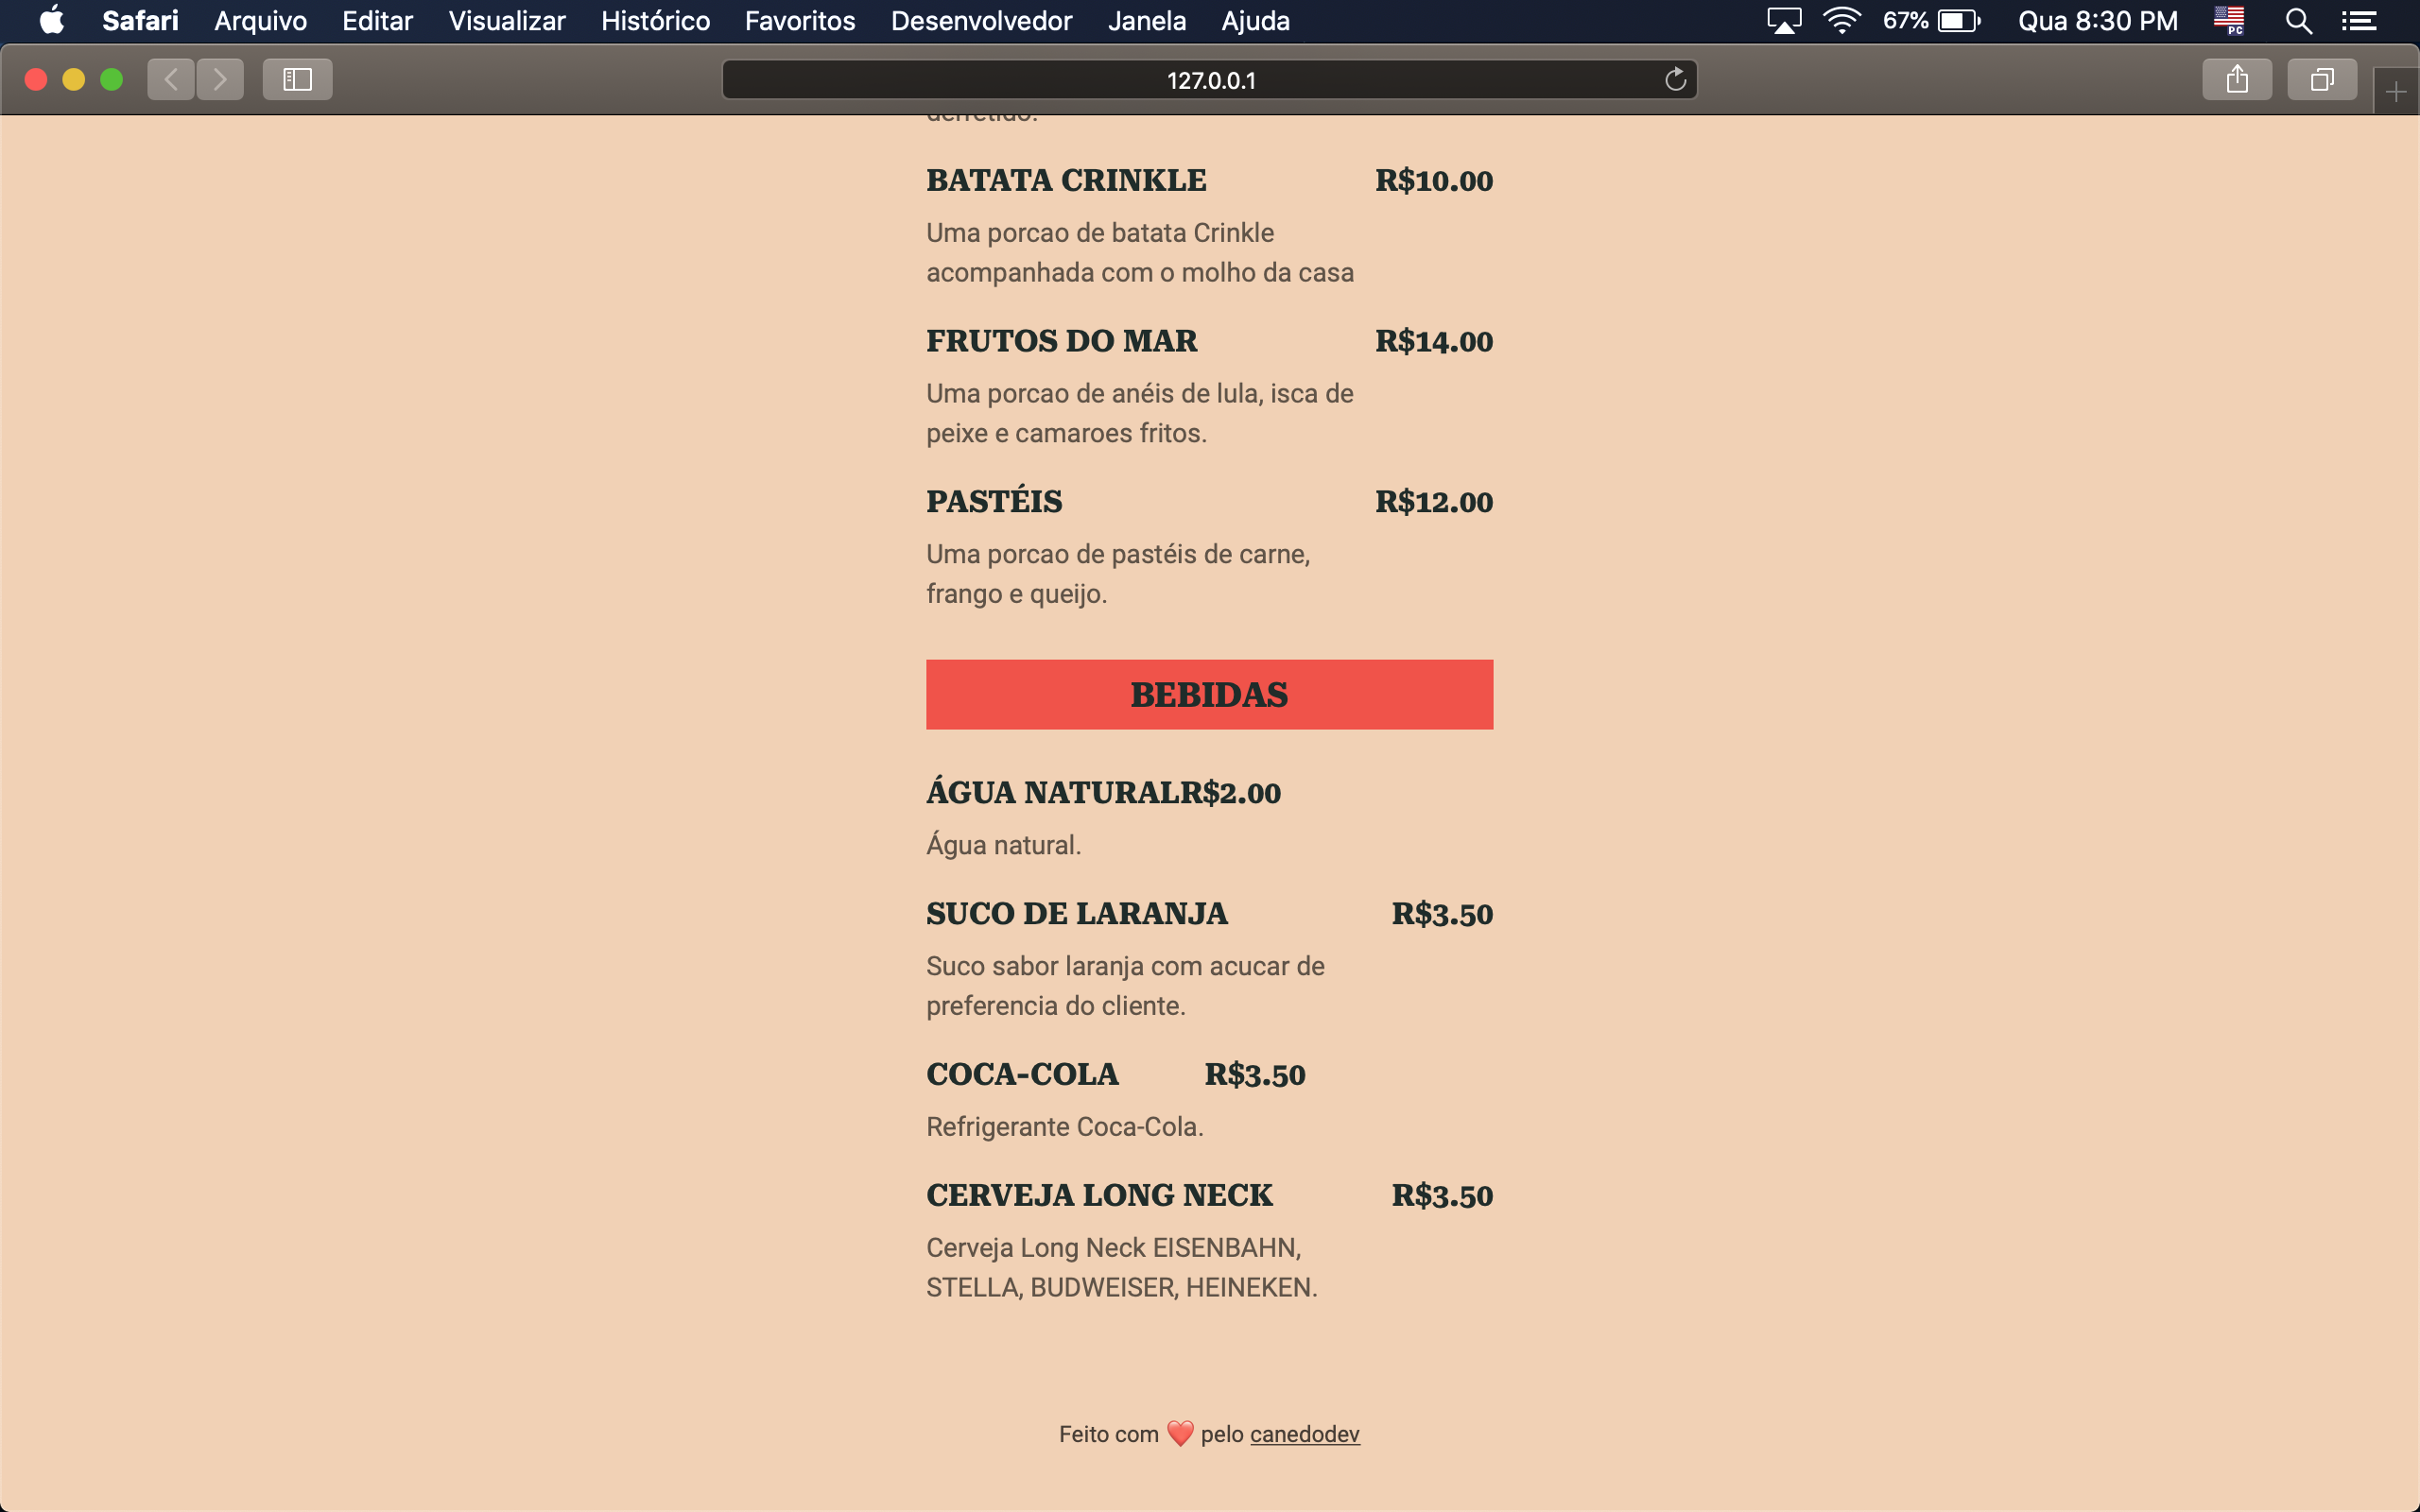 Safari Arquivo Editar Visualizar Histórico Favoritos Desenvolvedor Janela Ajuda 67% Qua 8:30 PM PC
127.0.0.1
derretido.
BATATA CRINKLE R$10.00
Uma porcao de batata Crinkle
acompanhada com o molho da casa
FRUTOS DO MAR R$14.00
Uma porcao de anéis de lula, isca de
peixe e camaroes fritos.
PASTÉIS R$12.00
Uma porcao de pastéis de carne,
frango e queijo.
BEBIDAS
ÁGUA NATURALR$2.00
Água natural.
SUCO DE LARANJA R$3.50
Suco sabor laranja com acucar de
preferencia do cliente.
COCA-COLA R$3.50
Refrigerante Coca-Cola.
CERVEJA LONG NECK R$3.50
Cerveja Long Neck EISENBAHN,
STELLA, BUDWEISER, HEINEKEN.
Feito com ❤️ pelo canedodev